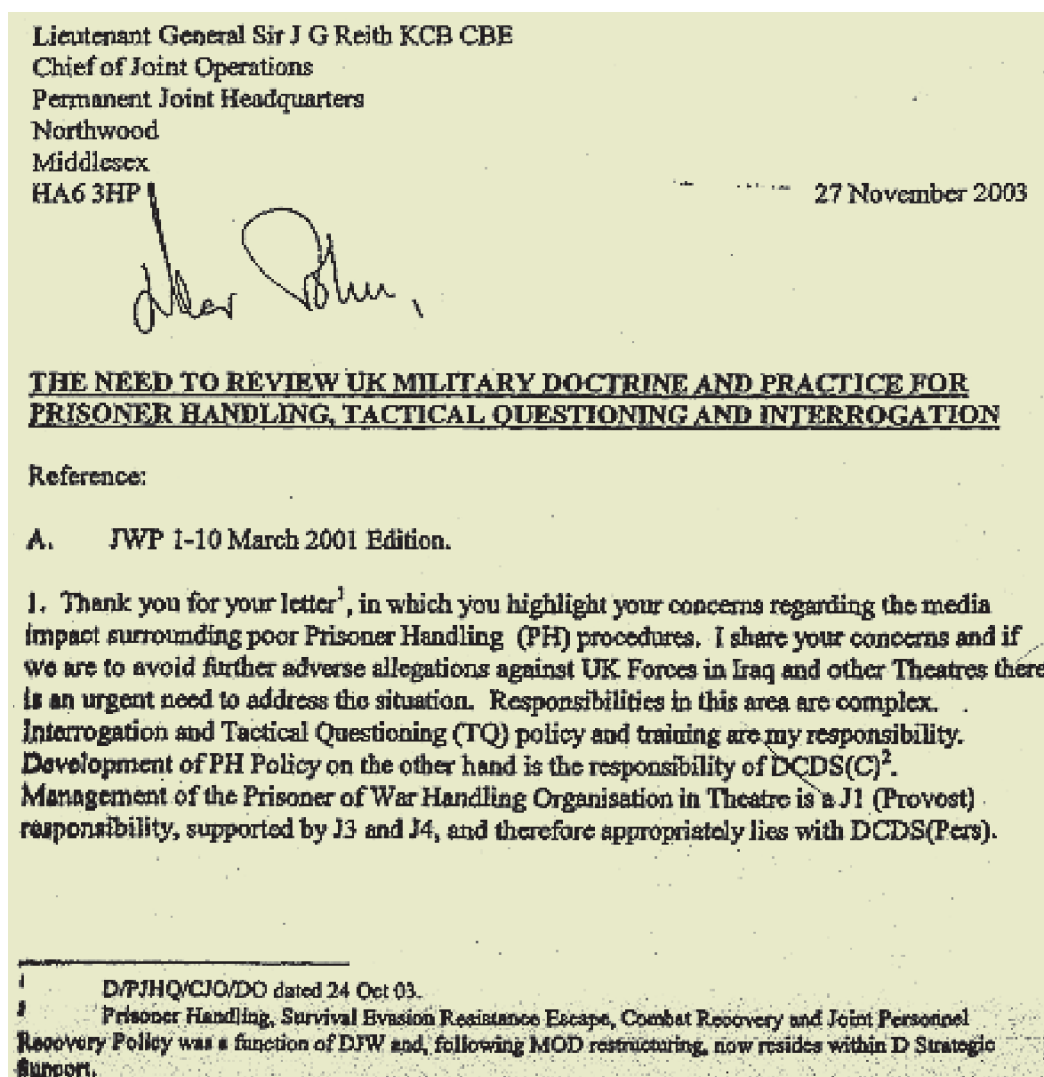 Lieutenant General Sir J G Reith KCB CBE
Chief of Joint Operations
Permanent Joint Headquarters
Northwood
Middlesex
HA6 3HP
27 November 2003
Dear John,
THE NEED TO REVIEW UK MILITARY DOCTRINE AND PRACTICE FOR
PRISONER HANDLING, TACTICAL QUESTIONING AND INTERROGATION
Reference:
A. JWP 1-10 March 2001 Edition.
1. Thank you for your letter¹, in which you highlight your concerns regarding the media
impact surrounding poor Prisoner Handling (PH) procedures. I share your concerns and if
we are to avoid further adverse allegations against UK Forces in Iraq and other Theatres there
is an urgent need to address the situation. Responsibilities in this area are complex.
Interrogation and Tactical Questioning (TQ) policy and training are my responsibility.
Development of PH Policy on the other hand is the responsibility of DCDS(C)².
Management of the Prisoner of War Handling Organisation in Theatre is a J1 (Provost)
responsibility, supported by J3 and J4, and therefore appropriately lies with DCDS(Pers).
1 D/PJHQ/CJO/DO dated 24 Oct 03.
2 Prisoner Handling, Survival Evasion Resistance Escape, Combat Recovery and Joint Personnel
Recovery Policy was a function of DJW and, following MOD restructuring, now resides within D Strategic
Support.